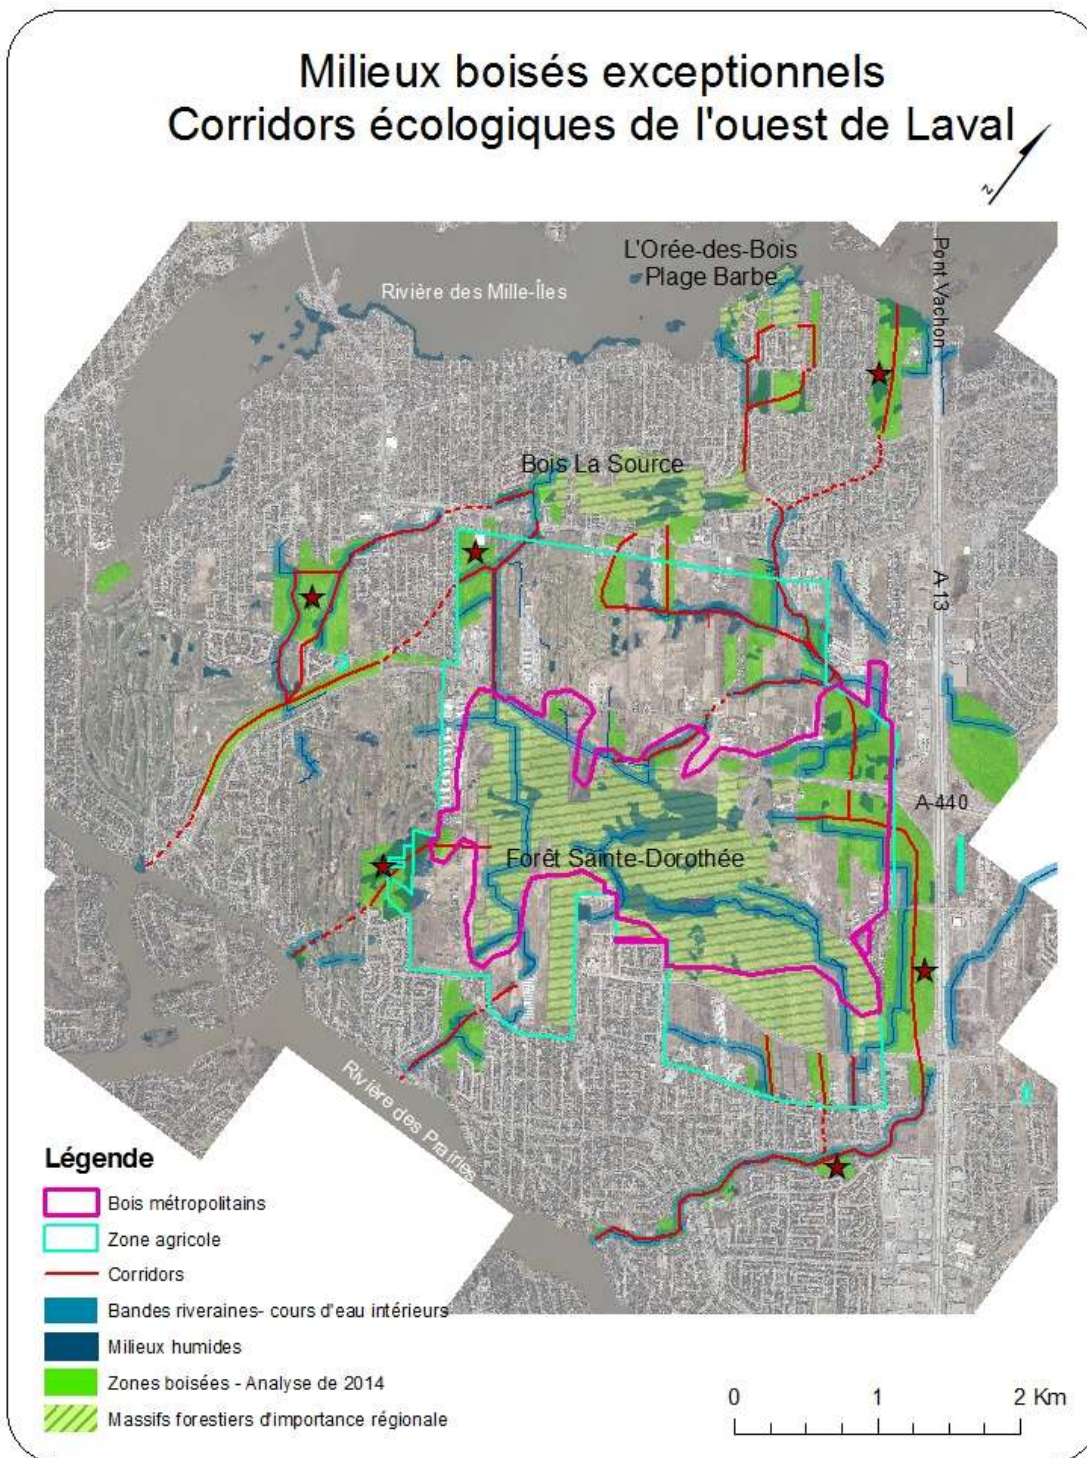 Milieux boisés exceptionnels
Corridors écologiques de l'ouest de Laval
N
L'Orée-des-Bois
Plage Barbe
Pont Vachon
Rivière des Mille-Îles
Bois La Source
A-13
A-440
Forêt Sainte-Dorothée
Rivière des Prairies
Légende
Bois métropolitains
Zone agricole
Corridors
Bandes riveraines- cours d'eau intérieurs
Milieux humides
Zones boisées - Analyse de 2014
Massifs forestiers d'importance régionale
0 1 2 Km